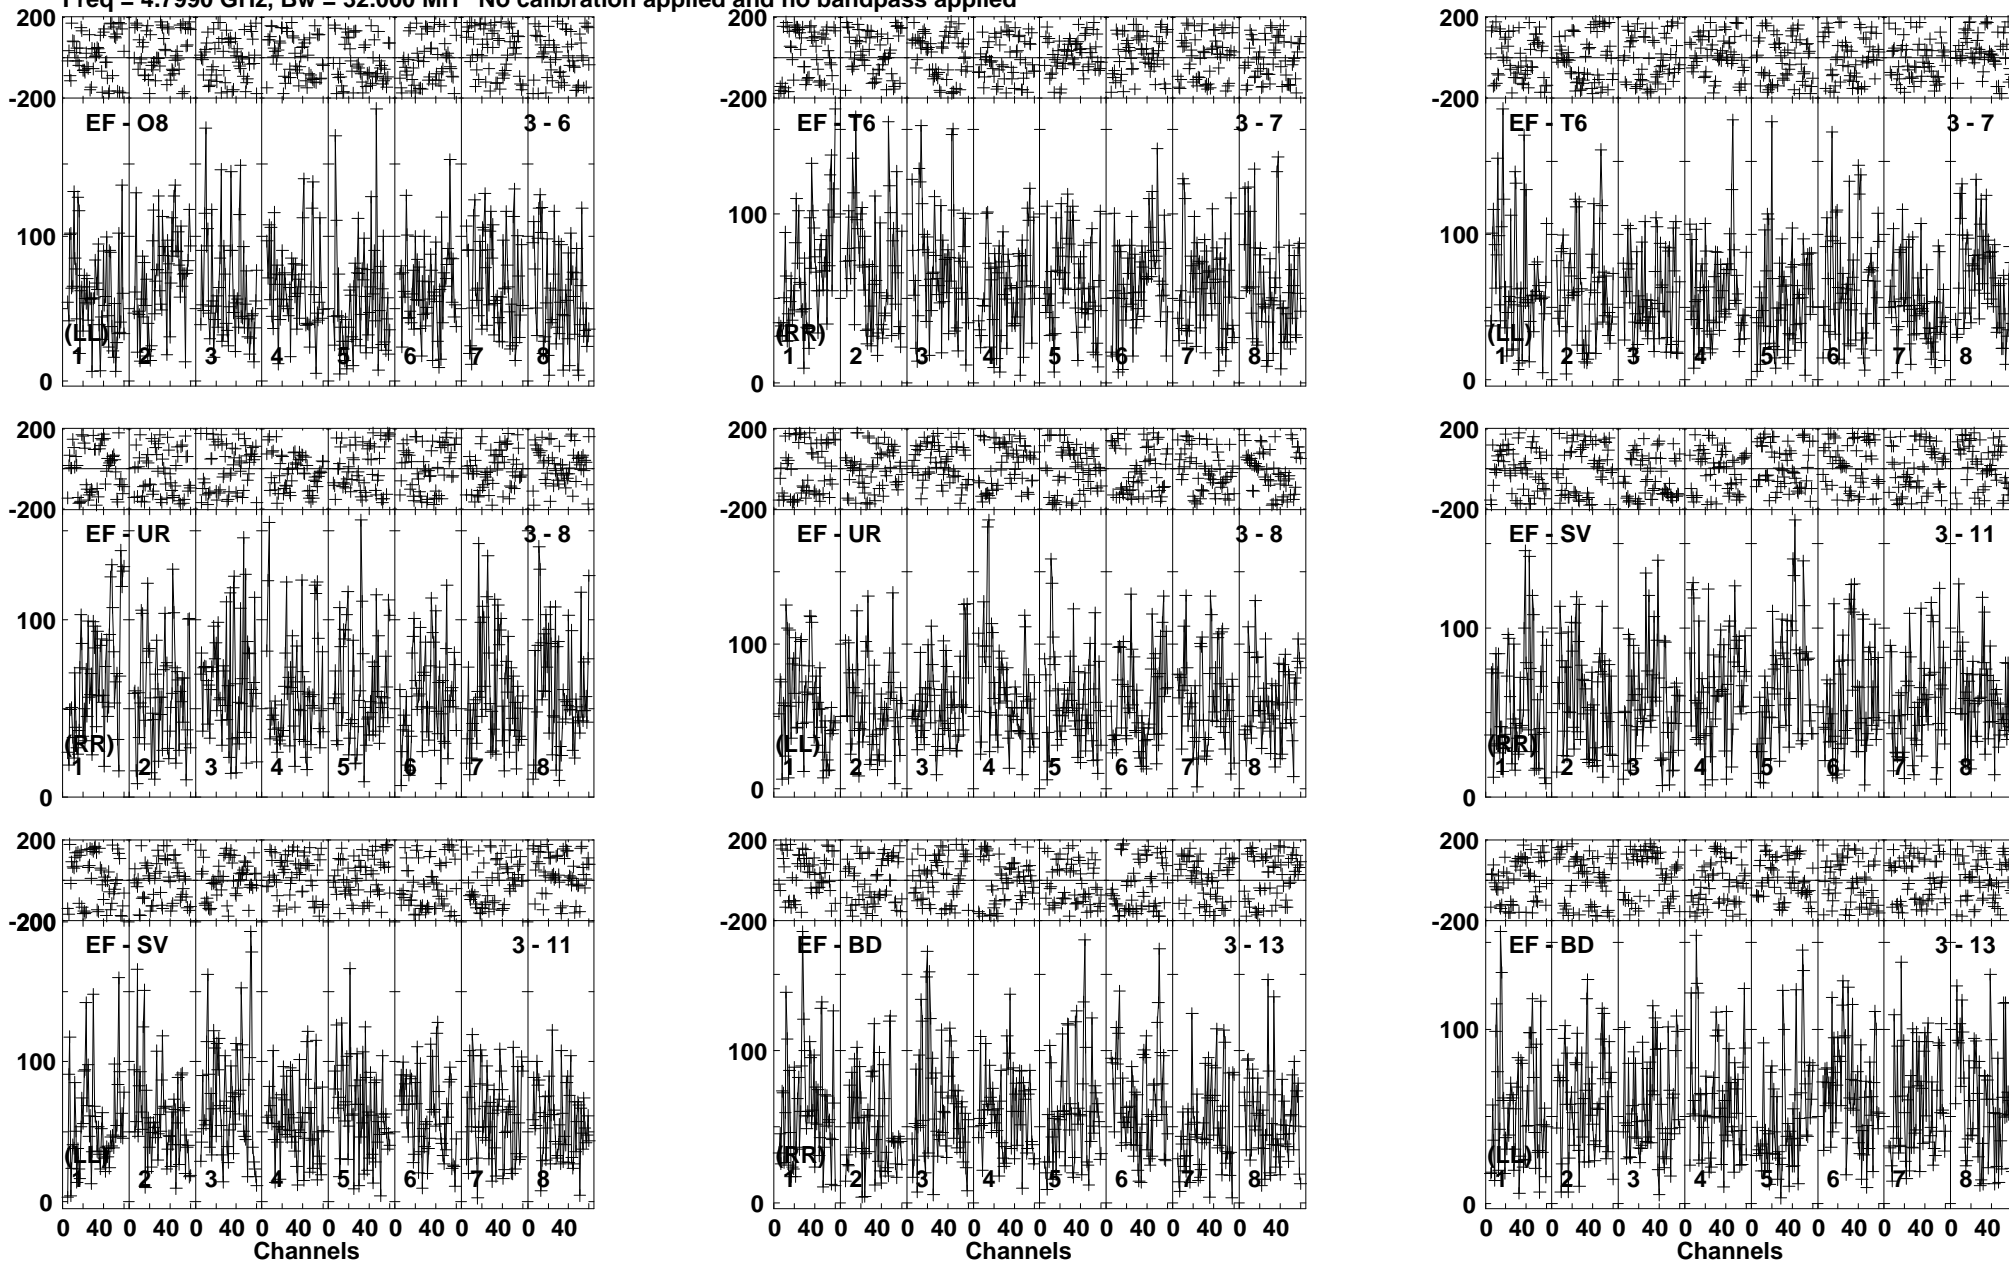 Freq = 4.7990 GHz, Bw = 32.000 MH No calibration applied and no bandpass applied
200 200 200
-200 -200 -200
EF - O8 3 - 6 EF - T6 3 - 7 EF - T6 3 - 7
100 100 100
(LL) (RR) (LL)
1 2 3 4 5 6 7 8 1 2 3 4 5 6 7 8 1 2 3 4 5 6 7 8
0 0 0
200 200 200
-200 -200 -200
EF - UR 3 - 8 EF - UR 3 - 8 EF - SV 3 - 11
100 100 100
(RR) (LL) (RR)
1 2 3 4 5 6 7 8 1 2 3 4 5 6 7 8 1 2 3 4 5 6 7 8
0 0 0
200 200 200
-200 -200 -200
EF - SV 3 - 11 EF - BD 3 - 13 EF - BD 3 - 13
100 100 100
(LL) (RR) (LL)
1 2 3 4 5 6 7 8 1 2 3 4 5 6 7 8 1 2 3 4 5 6 7 8
0 0 0
0 40 0 40 0 40 0 40 0 40 0 40 0 40 0 40 0 40 0 40 0 40 0 40 0 40 0 40 0 40 0 40 0 40 0 40 0 40 0 40 0 40 0 40 0 40 0 40
Channels Channels Channels